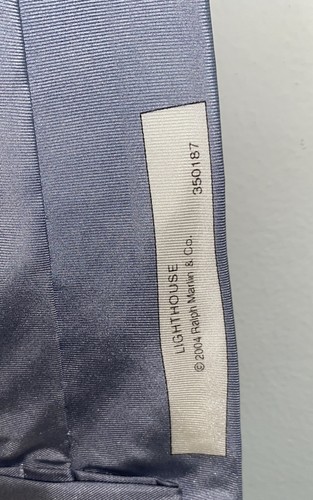 LIGHTHOUSE
© 2004 Ralph Marlin & Co. 350187